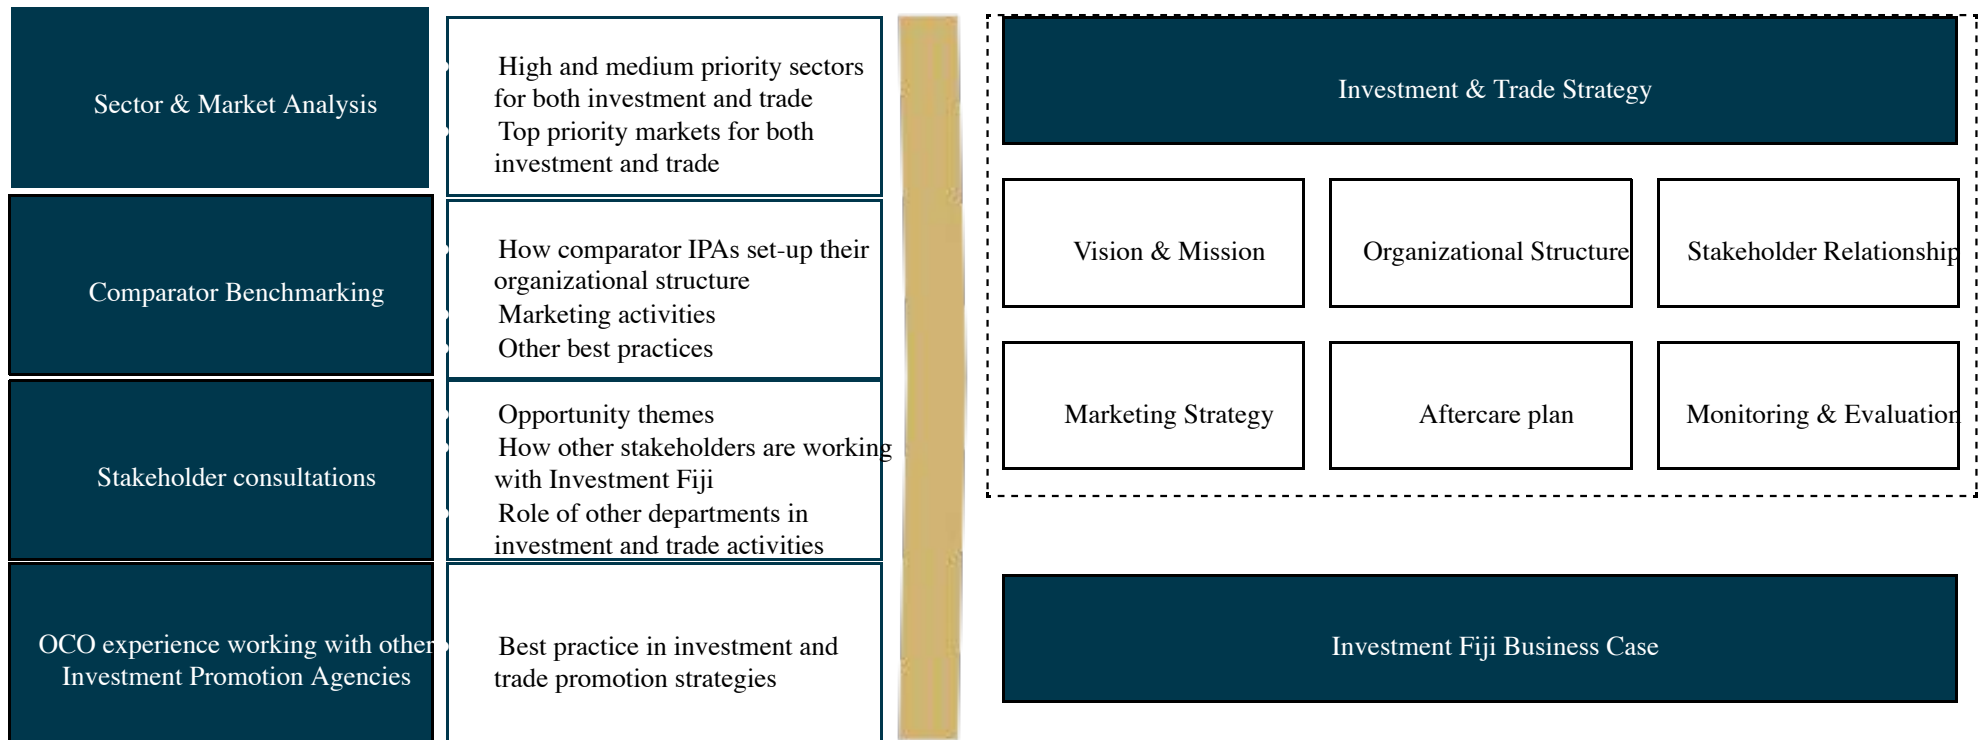 Sector & Market Analysis
High and medium priority sectors
for both investment and trade
Top priority markets for both
investment and trade
Comparator Benchmarking
How comparator IPAs set-up their
organizational structure
Marketing activities
Other best practices
Stakeholder consultations
Opportunity themes
How other stakeholders are working
with Investment Fiji
Role of other departments in
investment and trade activities
OCO experience working with other
Investment Promotion Agencies
Best practice in investment and
trade promotion strategies
Investment & Trade Strategy
Vision & Mission
Organizational Structure
Stakeholder Relationship
Marketing Strategy
Aftercare plan
Monitoring & Evaluation
Investment Fiji Business Case